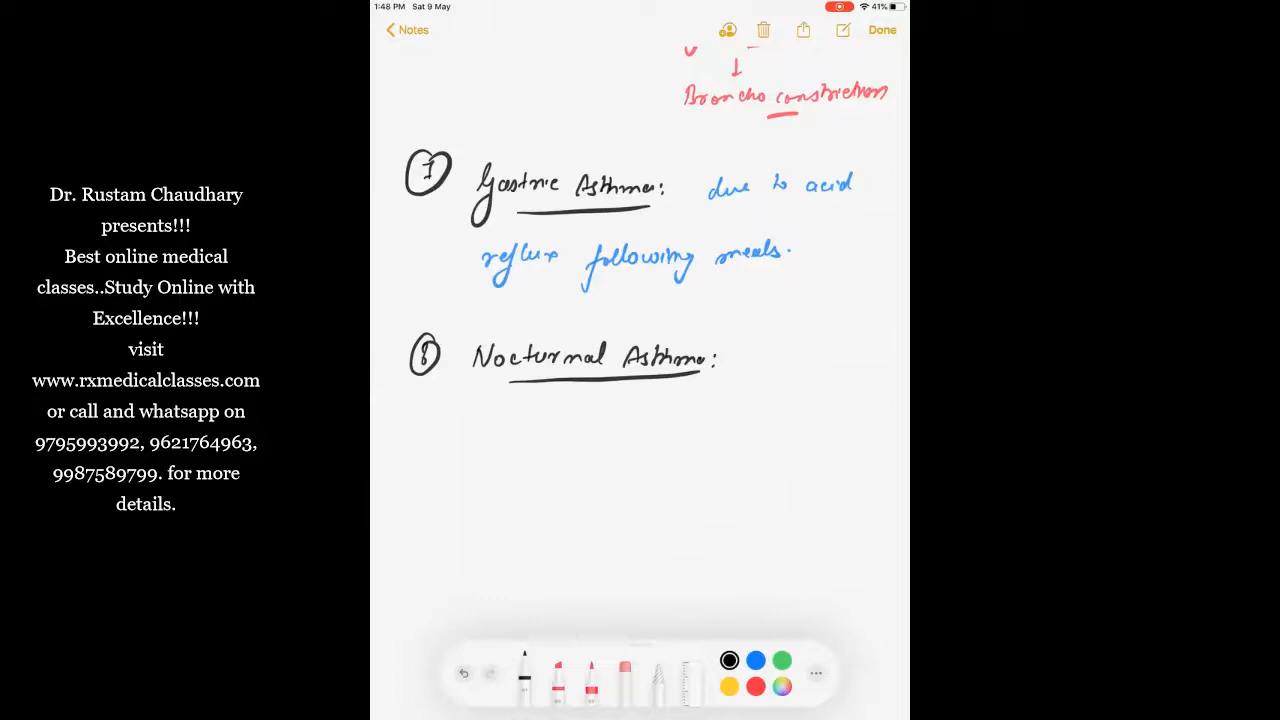 1:48 PM Sat 9 May
41%
Notes
Done
Broncho constriction
7 Gastric Asthma: due to acid
reflux following meals.
8 Nocturnal Asthma:
Dr. Rustam Chaudhary
presents!!!
Best online medical
classes..Study Online with
Excellence!!!
visit
www.rxmedicalclasses.com
or call and whatsapp on
9795993992, 9621764963,
9987589799. for more
details.